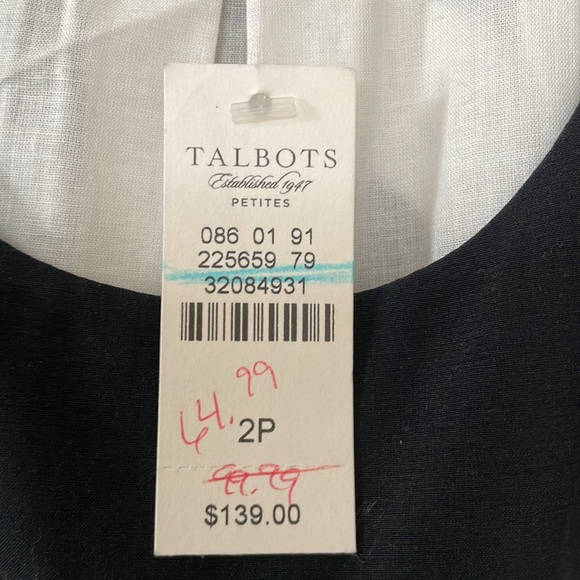 TALBOTS
Established 1947
PETITES
086 01 91
225659 79
32084931
64.99
2P
99.99
$139.00